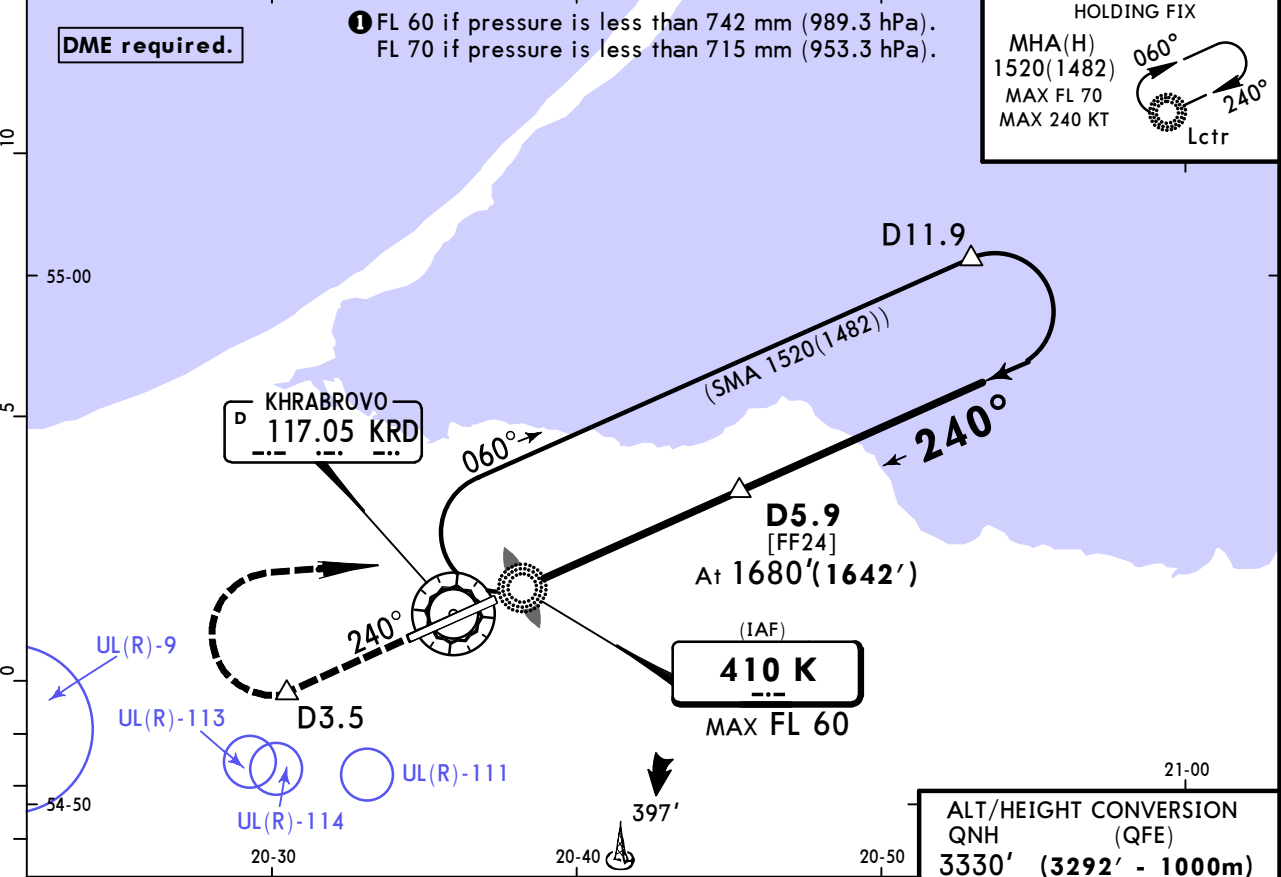 DME required.
❶ FL 60 if pressure is less than 742 mm (989.3 hPa).
FL 70 if pressure is less than 715 mm (953.3 hPa).
HOLDING FIX
MHA(H)
1520(1482)
MAX FL 70
MAX 240 KT
060°
240°
Lctr
10
D11.9
55-00
(SMA 1520(1482))
KHRABROVO
D
117.05 KRD
5
060°
240°
D5.9
[FF24]
At 1680'(1642')
240°
(IAF)
410 K
MAX FL 60
UL(R)-9
0
D3.5
UL(R)-113
UL(R)-111
UL(R)-114
397'
21-00
54-50
20-30
20-40
20-50
ALT/HEIGHT CONVERSION
QNH (QFE)
3330' (3292' - 1000m)